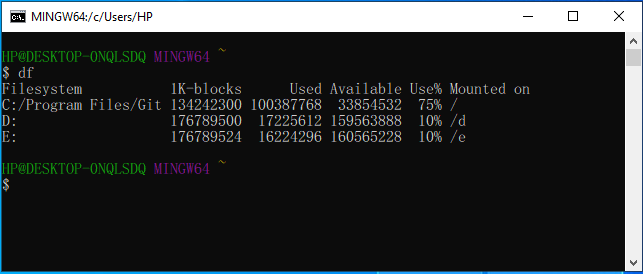 MINGW64:/c/Users/HP
HP@DESKTOP-ONQLSDQ MINGW64 ~
$ df
Filesystem           1K-blocks      Used Available Use% Mounted on
C:/Program Files/Git 134242300 100387768  33854532  75% /
D:                   176789500  17225612 159563888  10% /d
E:                   176789524  16224296 160565228  10% /e
HP@DESKTOP-ONQLSDQ MINGW64 ~
$